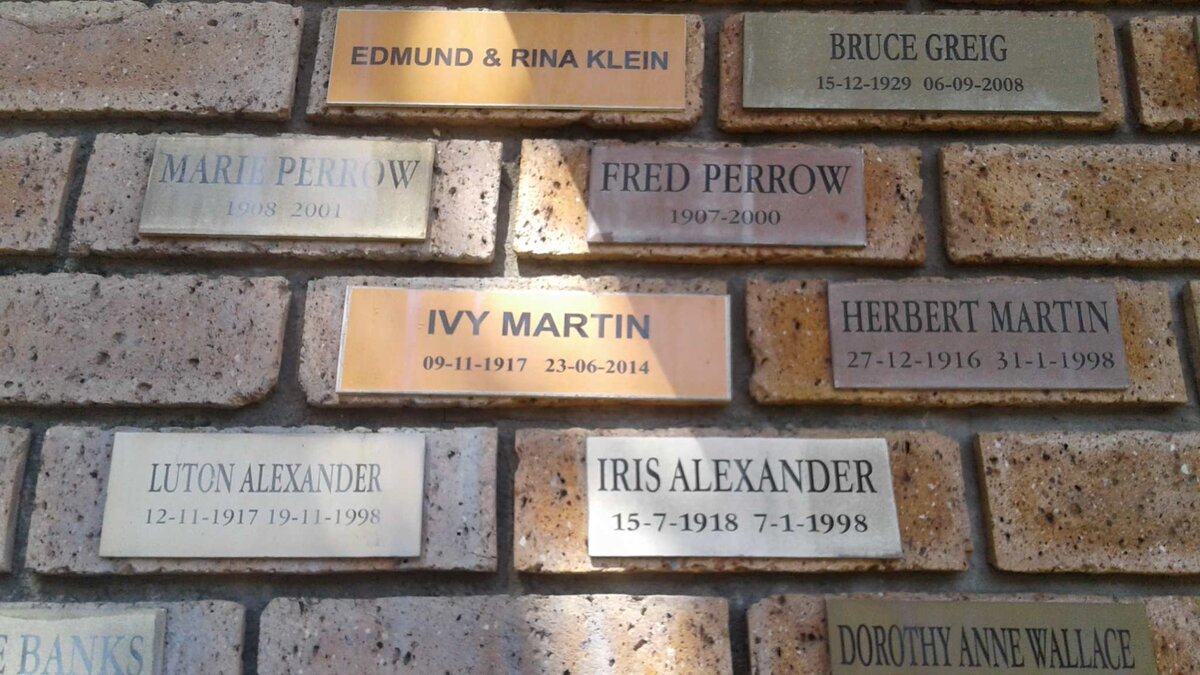 EDMUND & RINA KLEIN
BRUCE GREIG
15-12-1929 06-09-2008
MARIE PERROW
1908 2001
FRED PERROW
1907-2000
IVY MARTIN
09-11-1917 23-06-2014
HERBERT MARTIN
27-12-1916 31-1-1998
LUTON ALEXANDER
12-11-1917 19-11-1998
IRIS ALEXANDER
15-7-1918 7-1-1998
E BANKS
DOROTHY ANNE WALLACE